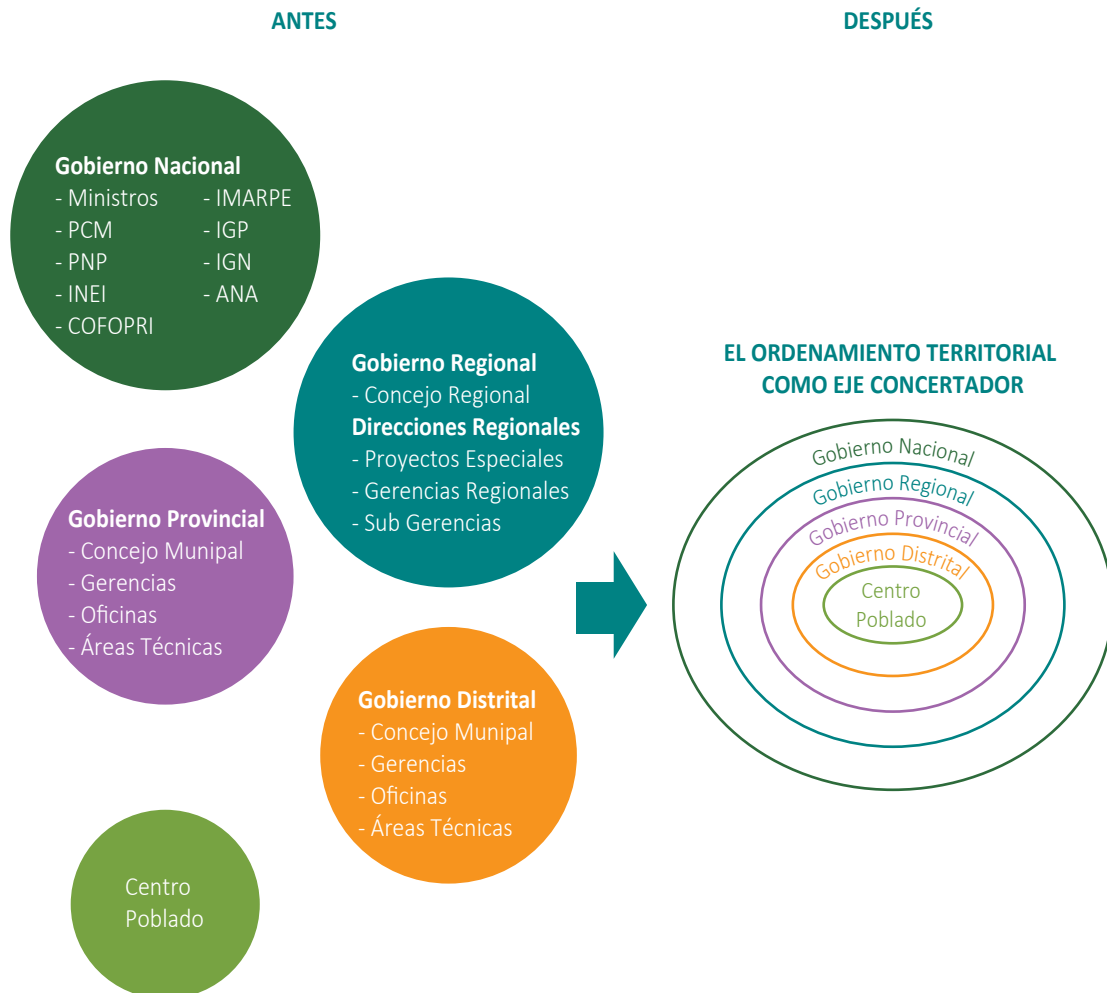 ANTES
DESPUÉS
Gobierno Nacional
- Ministros
- PCM
- PNP
- INEI
- COFOPRI
- IMARPE
- IGP
- IGN
- ANA
Gobierno Regional
- Concejo Regional
Direcciones Regionales
- Proyectos Especiales
- Gerencias Regionales
- Sub Gerencias
Gobierno Provincial
- Concejo Munipal
- Gerencias
- Oficinas
- Áreas Técnicas
Gobierno Distrital
- Concejo Munipal
- Gerencias
- Oficinas
- Áreas Técnicas
Centro
Poblado
EL ORDENAMIENTO TERRITORIAL
COMO EJE CONCERTADOR
Gobierno Nacional
Gobierno Regional
Gobierno Provincial
Gobierno Distrital
Centro
Poblado